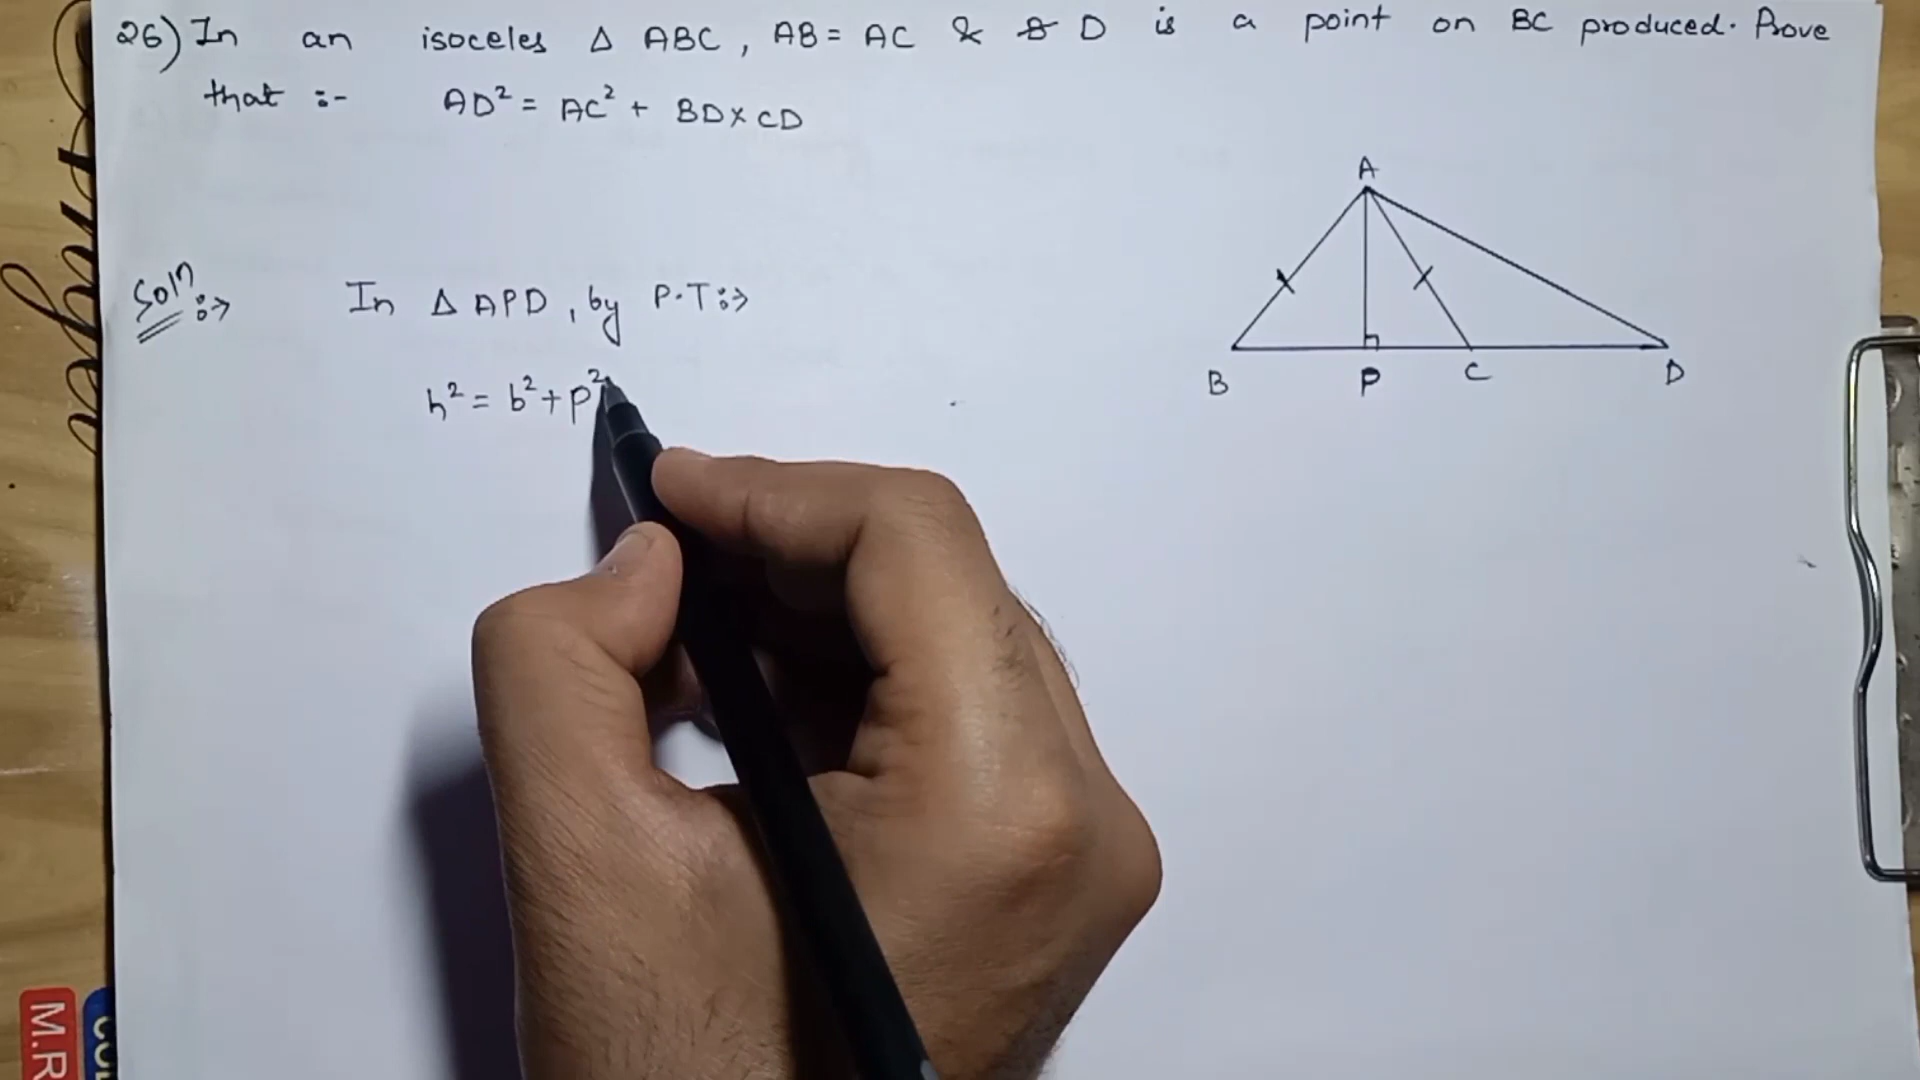 26) In an isoceles Δ ABC, AB = AC & D is a point on BC produced. Prove
that :- AD² = AC² + BD × CD
Soln :→ In Δ APD, by P.T :→
h² = b² + p²
A
B P C D
M.R